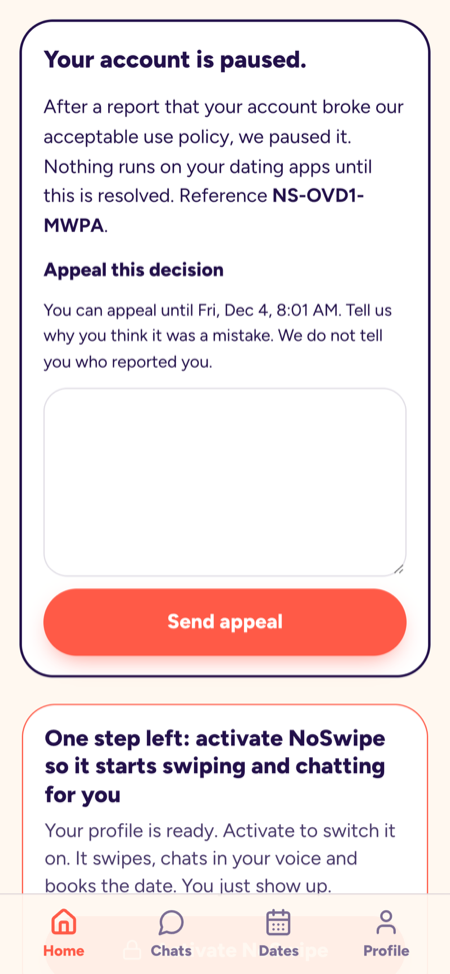 Your account is paused.
After a report that your account broke our
acceptable use policy, we paused it.
Nothing runs on your dating apps until
this is resolved. Reference NS-OVD1-
MWPA.
Appeal this decision
You can appeal until Fri, Dec 4, 8:01 AM. Tell us
why you think it was a mistake. We do not tell
you who reported you.
Send appeal
One step left: activate NoSwipe
so it starts swiping and chatting
for you
Your profile is ready. Activate to switch it
on. It swipes, chats in your voice and
books the date. You just show up.
Home
Chats
Dates
Profile